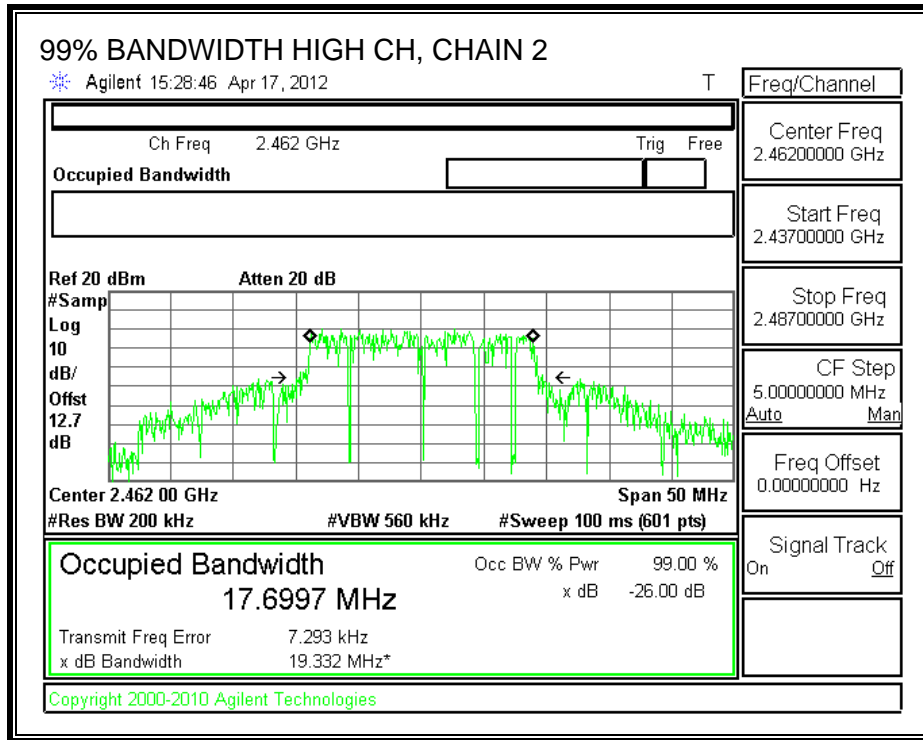 99% BANDWIDTH HIGH CH, CHAIN 2
Agilent 15:28:46 Apr 17, 2012 T
Ch Freq 2.462 GHz Trig Free
Occupied Bandwidth
Ref 20 dBm Atten 20 dB
#Samp
Log
10
dB/
Offst
12.7
dB
Center 2.462 00 GHz Span 50 MHz
#Res BW 200 kHz #VBW 560 kHz #Sweep 100 ms (601 pts)
Occupied Bandwidth Occ BW % Pwr 99.00 %
17.6997 MHz x dB -26.00 dB
Transmit Freq Error 7.293 kHz
x dB Bandwidth 19.332 MHz*
Copyright 2000-2010 Agilent Technologies
Freq/Channel
Center Freq
2.46200000 GHz
Start Freq
2.43700000 GHz
Stop Freq
2.48700000 GHz
CF Step
5.00000000 MHz
Auto Man
Freq Offset
0.00000000 Hz
Signal Track
On Off